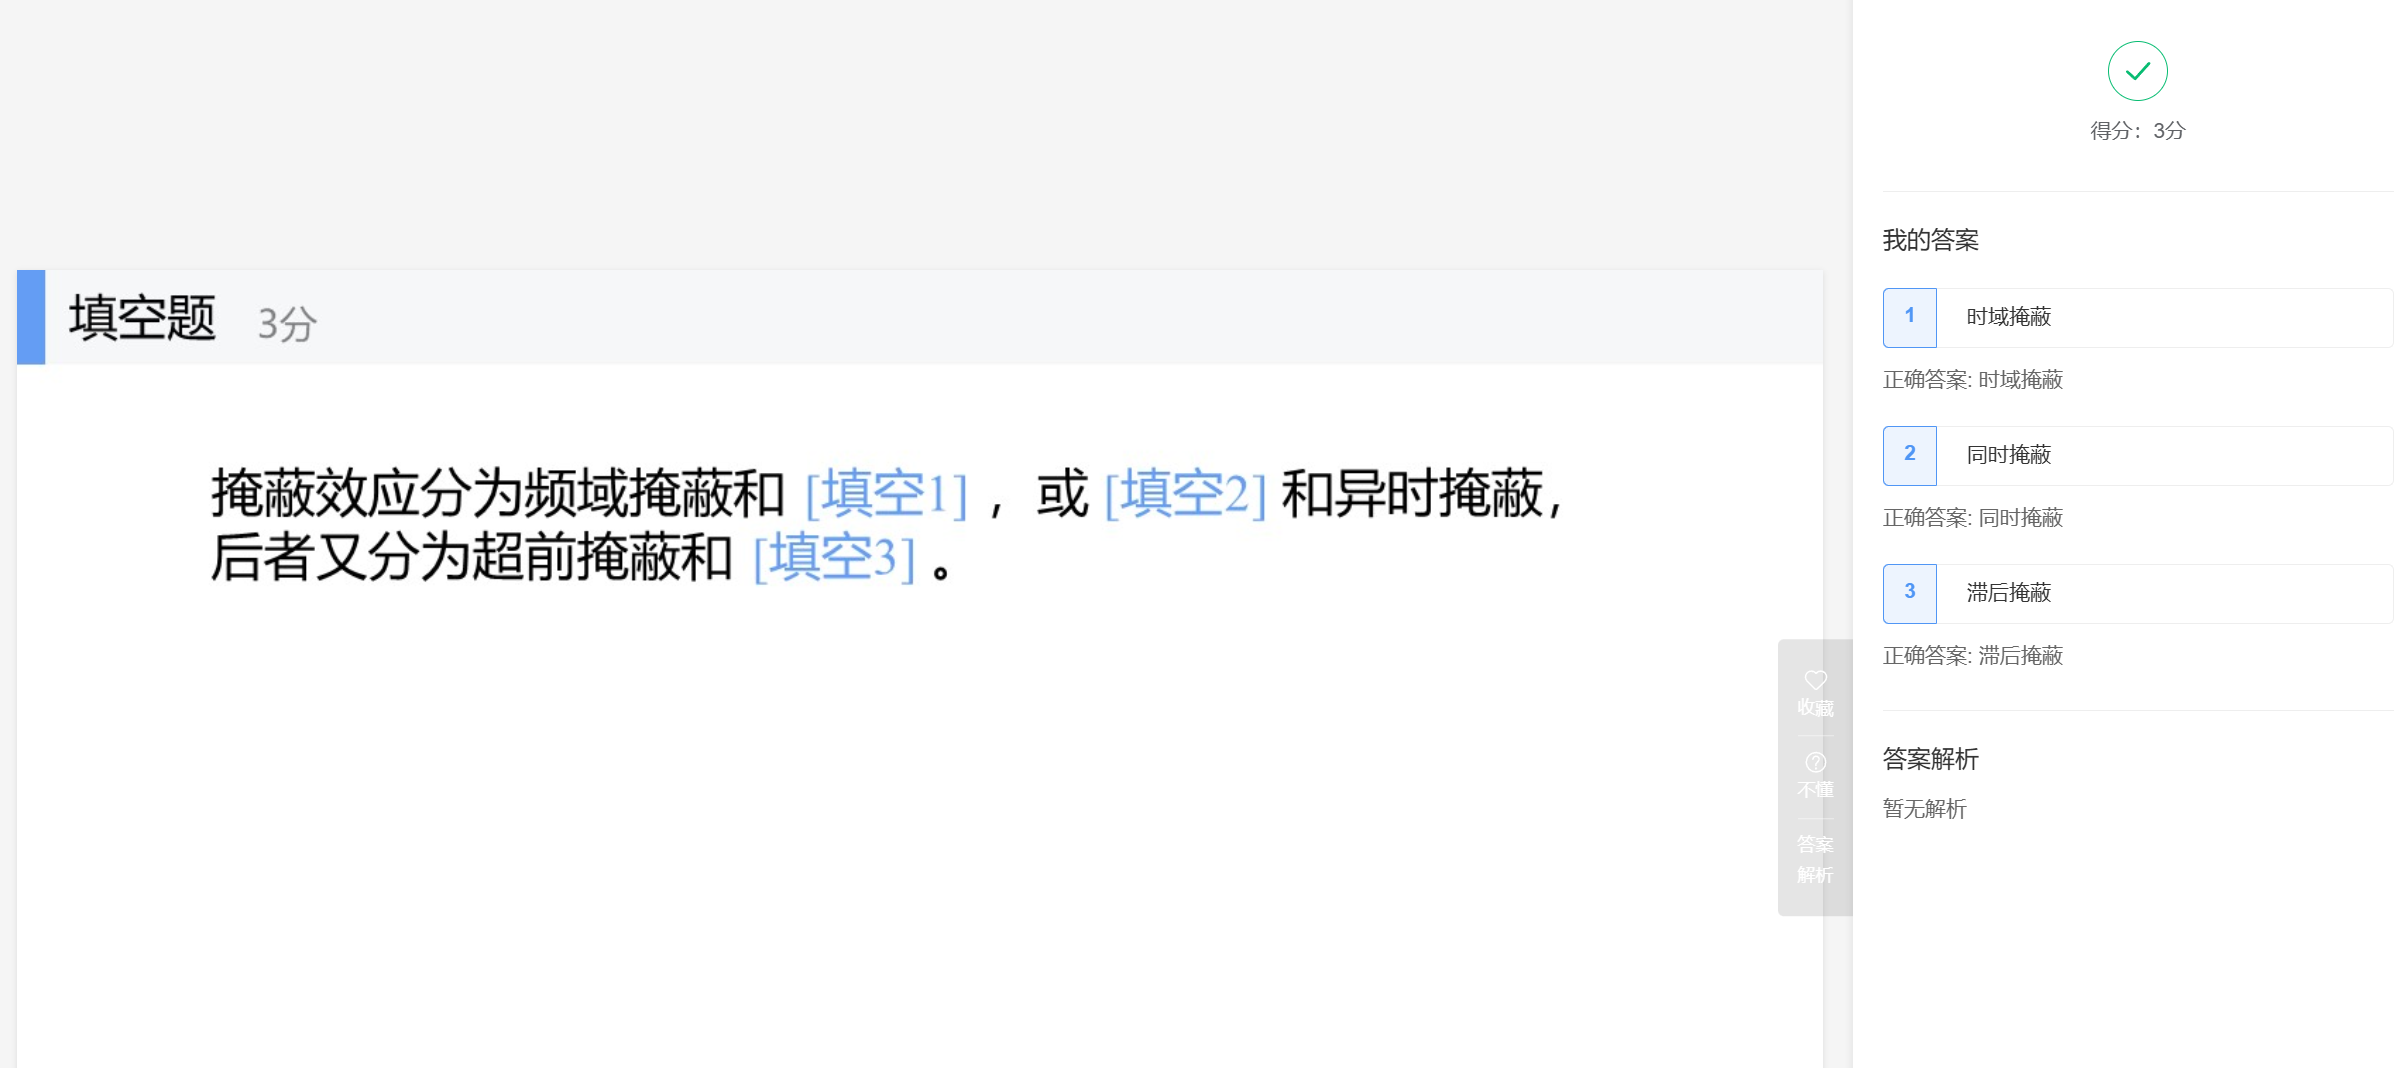 填空题 3分
掩蔽效应分为频域掩蔽和 [填空1] ，或 [填空2] 和异时掩蔽，
后者又分为超前掩蔽和 [填空3] 。
收藏
不懂
答案
解析
得分：3分
我的答案
1 时域掩蔽
正确答案: 时域掩蔽
2 同时掩蔽
正确答案: 同时掩蔽
3 滞后掩蔽
正确答案: 滞后掩蔽
答案解析
暂无解析